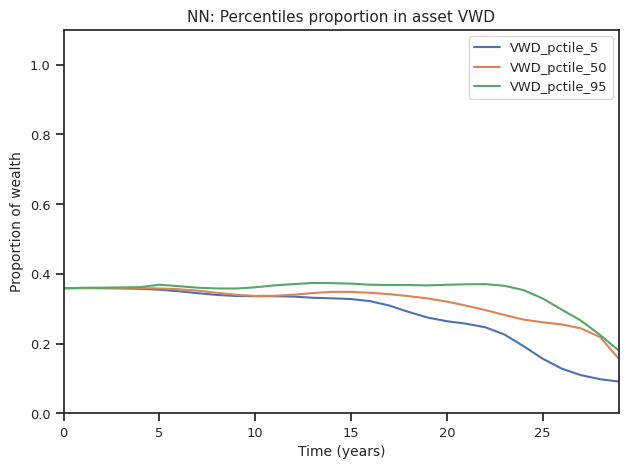 NN: Percentiles proportion in asset VWD
VWD_pctile_5
VWD_pctile_50
VWD_pctile_95
Proportion of wealth
1.0
0.8
0.6
0.4
0.2
0.0
0 5 10 15 20 25
Time (years)